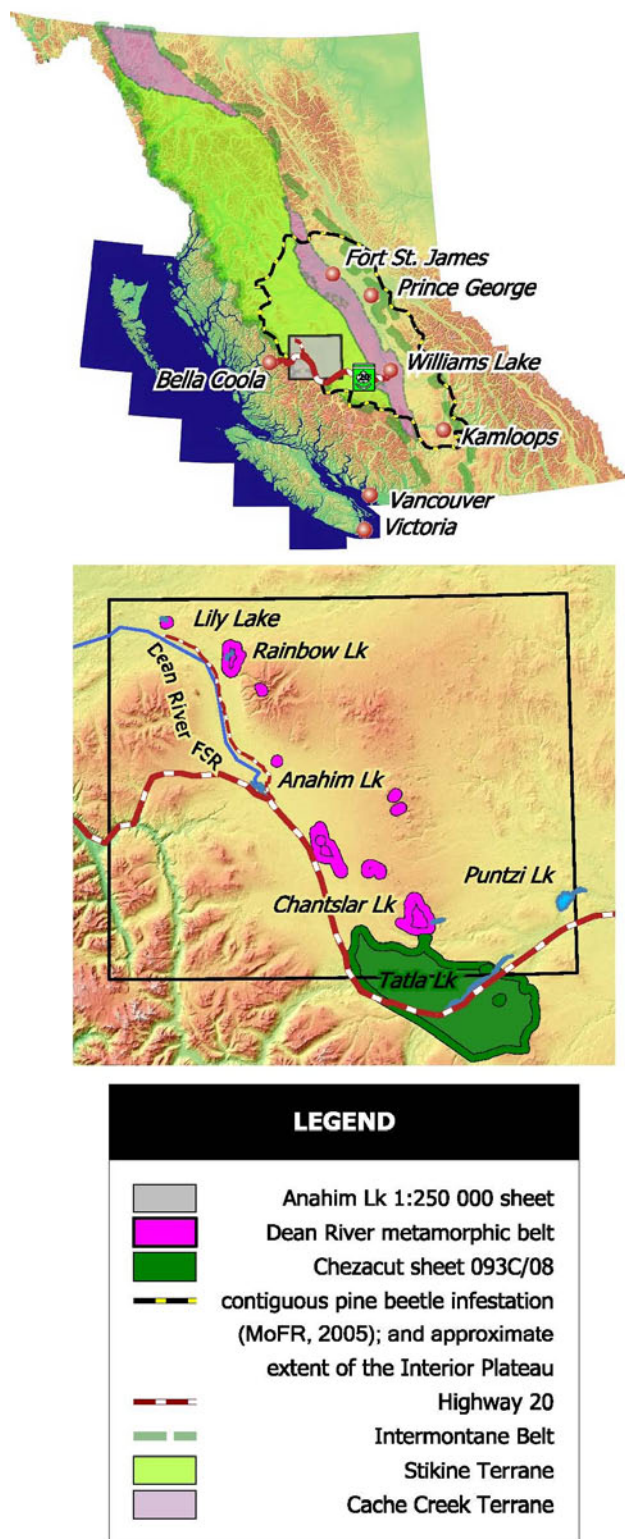 Fort St. James
Prince George
Bella Coola
Williams Lake
Kamloops
Vancouver
Victoria
Lily Lake
Rainbow Lk
Dean River FSR
Anahim Lk
Puntzi Lk
Chantslar Lk
Tatla Lk
LEGEND
Anahim Lk 1:250 000 sheet
Dean River metamorphic belt
Chezacut sheet 093C/08
contiguous pine beetle infestation
(MoFR, 2005); and approximate
extent of the Interior Plateau
Highway 20
Intermontane Belt
Stikine Terrane
Cache Creek Terrane